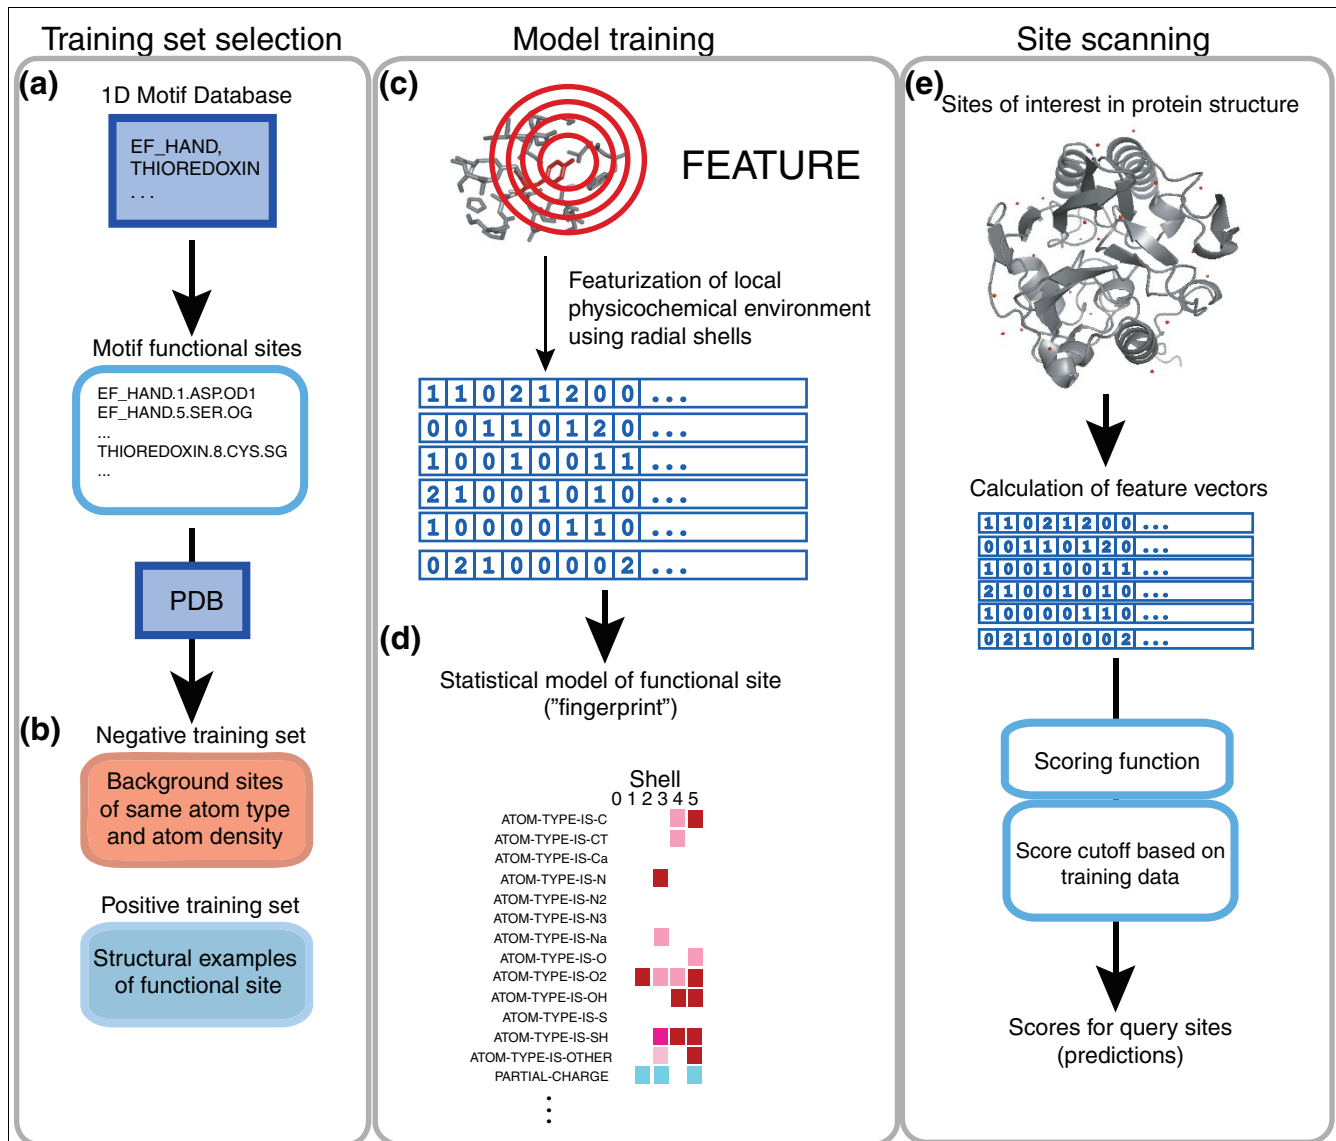 Training set selection
Model training
Site scanning
(a)
1D Motif Database
EF_HAND,
THIOREDOXIN
. . .
Motif functional sites
EF_HAND.1.ASP.OD1
EF_HAND.5.SER.OG
...
THIOREDOXIN.8.CYS.SG
...
PDB
(b)
Negative training set
Background sites
of same atom type
and atom density
Positive training set
Structural examples
of functional site
(c)
FEATURE
Featurization of local
physicochemical environment
using radial shells
1 1 0 2 1 2 0 0 ...
0 0 1 1 0 1 2 0 ...
1 0 0 1 0 0 1 1 ...
2 1 0 0 1 0 1 0 ...
1 0 0 0 0 1 1 0 ...
0 2 1 0 0 0 0 2 ...
(d)
Statistical model of functional site
("fingerprint")
Shell
0 1 2 3 4 5
ATOM-TYPE-IS-C
ATOM-TYPE-IS-CT
ATOM-TYPE-IS-Ca
ATOM-TYPE-IS-N
ATOM-TYPE-IS-N2
ATOM-TYPE-IS-N3
ATOM-TYPE-IS-Na
ATOM-TYPE-IS-O
ATOM-TYPE-IS-O2
ATOM-TYPE-IS-OH
ATOM-TYPE-IS-S
ATOM-TYPE-IS-SH
ATOM-TYPE-IS-OTHER
PARTIAL-CHARGE
(e)
Sites of interest in protein structure
Calculation of feature vectors
1 1 0 2 1 2 0 0 ...
0 0 1 1 0 1 2 0 ...
1 0 0 1 0 0 1 1 ...
2 1 0 0 1 0 1 0 ...
1 0 0 0 0 1 1 0 ...
0 2 1 0 0 0 0 2 ...
Scoring function
Score cutoff based on
training data
Scores for query sites
(predictions)